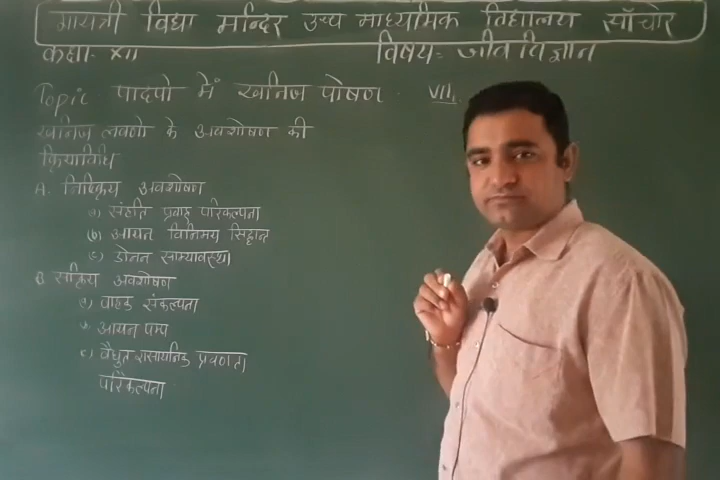 गायत्री विद्या मन्दिर उच्च माध्यमिक विद्यालय साँचोर
कक्षा- XII विषय= जीव विज्ञान
Topic पादपो में खनिज पोषण. VII.
खनिज लवणो के अवशोषण की
क्रियाविधि
A. निष्क्रिय अवशोषण
a) संहति प्रवाह परिकल्पना
(b) आयन विनिमय सिद्धान्त
(c) डोनन साम्यावस्था
B सक्रिय अवशोषण
a) वाहक संकल्पना
b) आयन पम्प
c) वैधुत रासायनिक प्रवणता
परिकल्पना